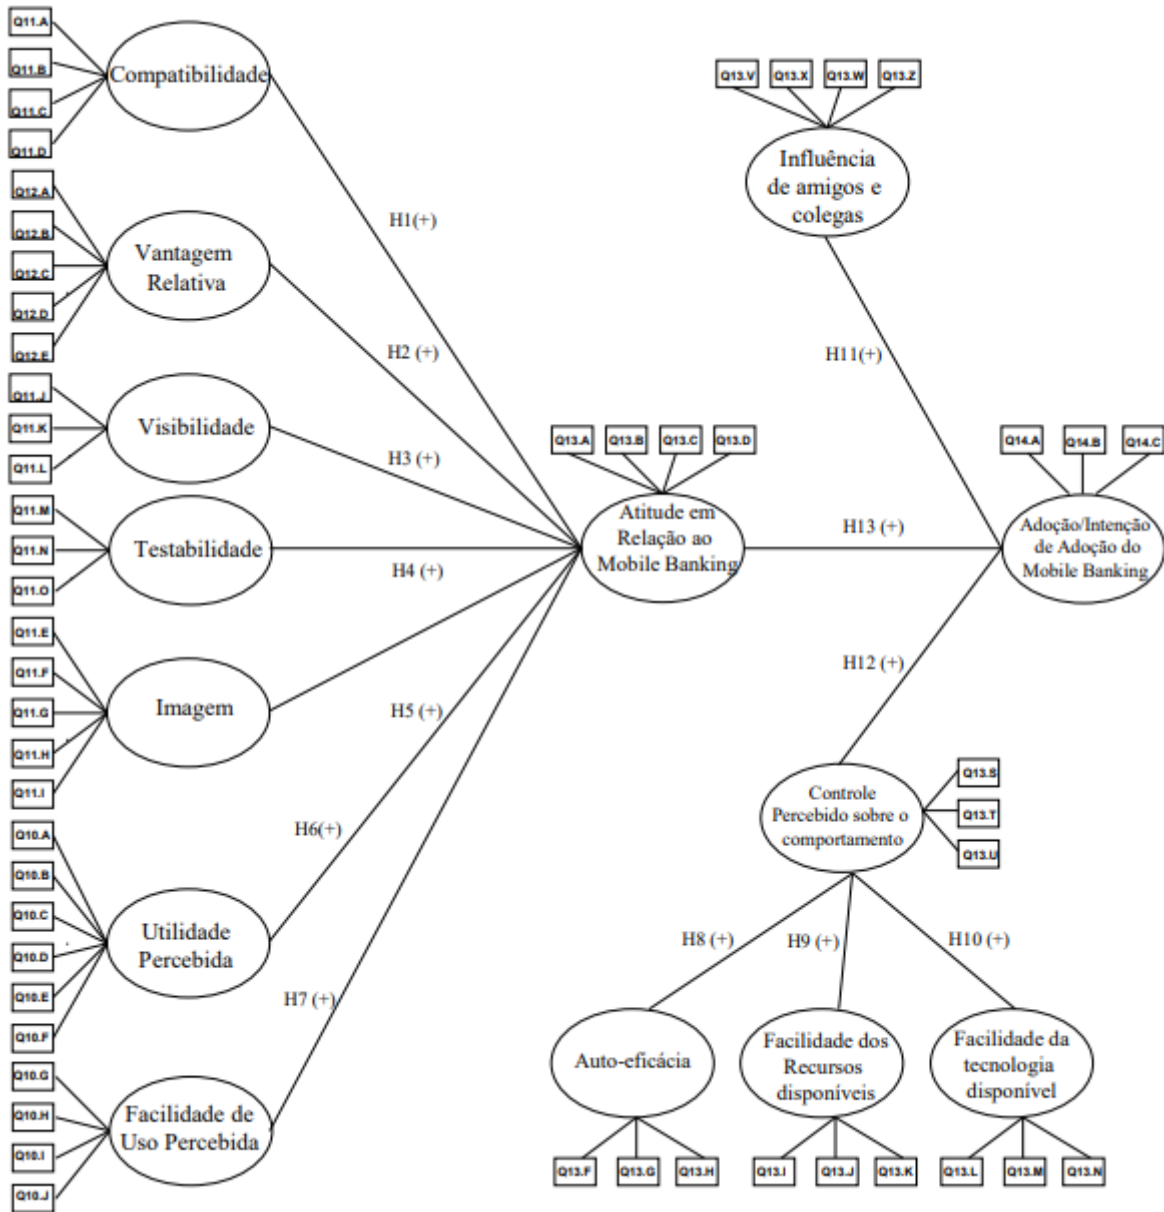 Q11.A
Q11.B
Q11.C
Q11.D
Compatibilidade
Q12.A
Q12.B
Q12.C
Q12.D
Q12.E
Vantagem
Relativa
Q11.J
Q11.K
Q11.L
Visibilidade
Q11.M
Q11.N
Q11.O
Testabilidade
Q11.E
Q11.F
Q11.G
Q11.H
Q11.I
Imagem
Q10.A
Q10.B
Q10.C
Q10.D
Q10.E
Q10.F
Utilidade
Percebida
Q10.G
Q10.H
Q10.I
Q10.J
Facilidade de
Uso Percebida
H1(+)
H2 (+)
H3 (+)
H4 (+)
H5 (+)
H6(+)
H7 (+)
Q13.A
Q13.B
Q13.C
Q13.D
Atitude em
Relação ao
Mobile Banking
Q13.V
Q13.X
Q13.W
Q13.Z
Influência
de amigos e
colegas
H11(+)
H13 (+)
H12 (+)
Q14.A
Q14.B
Q14.C
Adoção/Intenção
de Adoção do
Mobile Banking
Controle
Percebido sobre o
comportamento
Q13.S
Q13.T
Q13.U
H8 (+)
H9 (+)
H10 (+)
Auto-eficácia
Q13.F
Q13.G
Q13.H
Facilidade dos
Recursos
disponíveis
Q13.I
Q13.J
Q13.K
Facilidade da
tecnologia
disponível
Q13.L
Q13.M
Q13.N